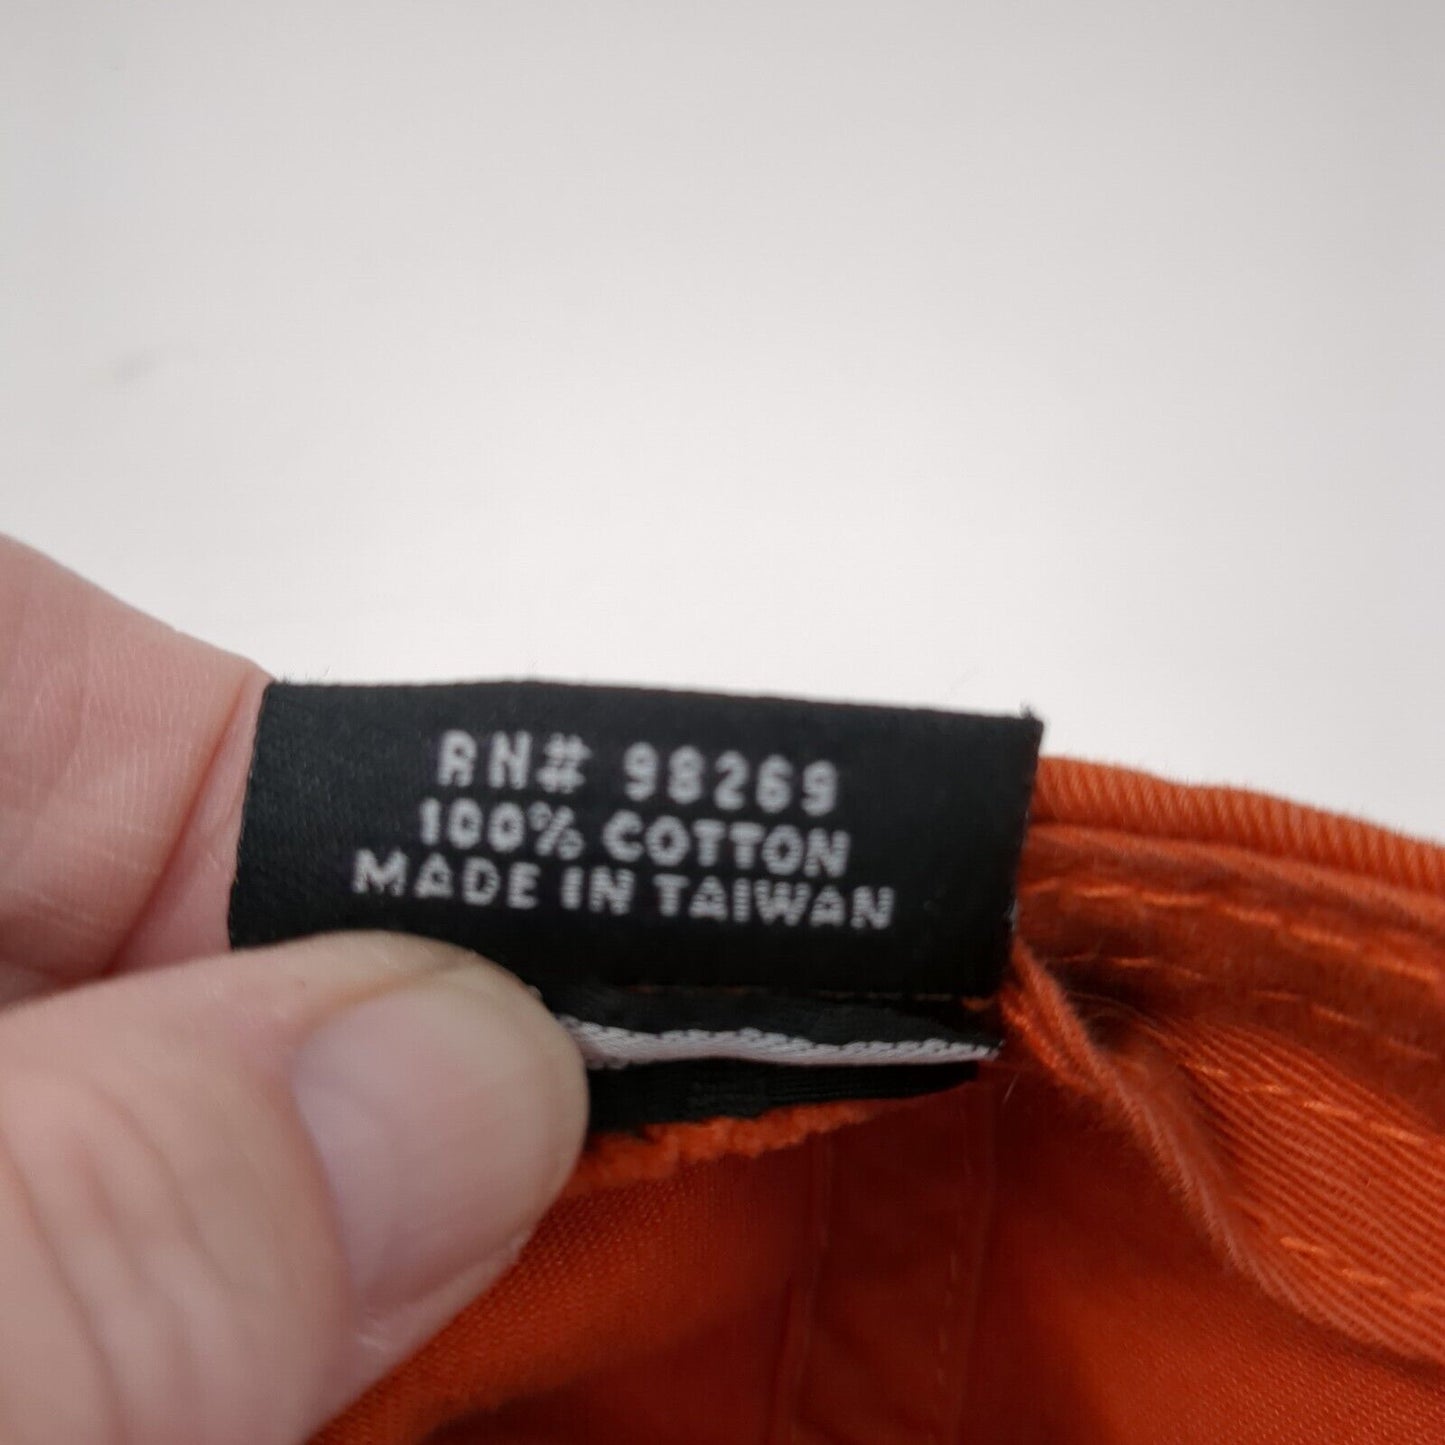 RN# 98269
100% COTTON
MADE IN TAIWAN